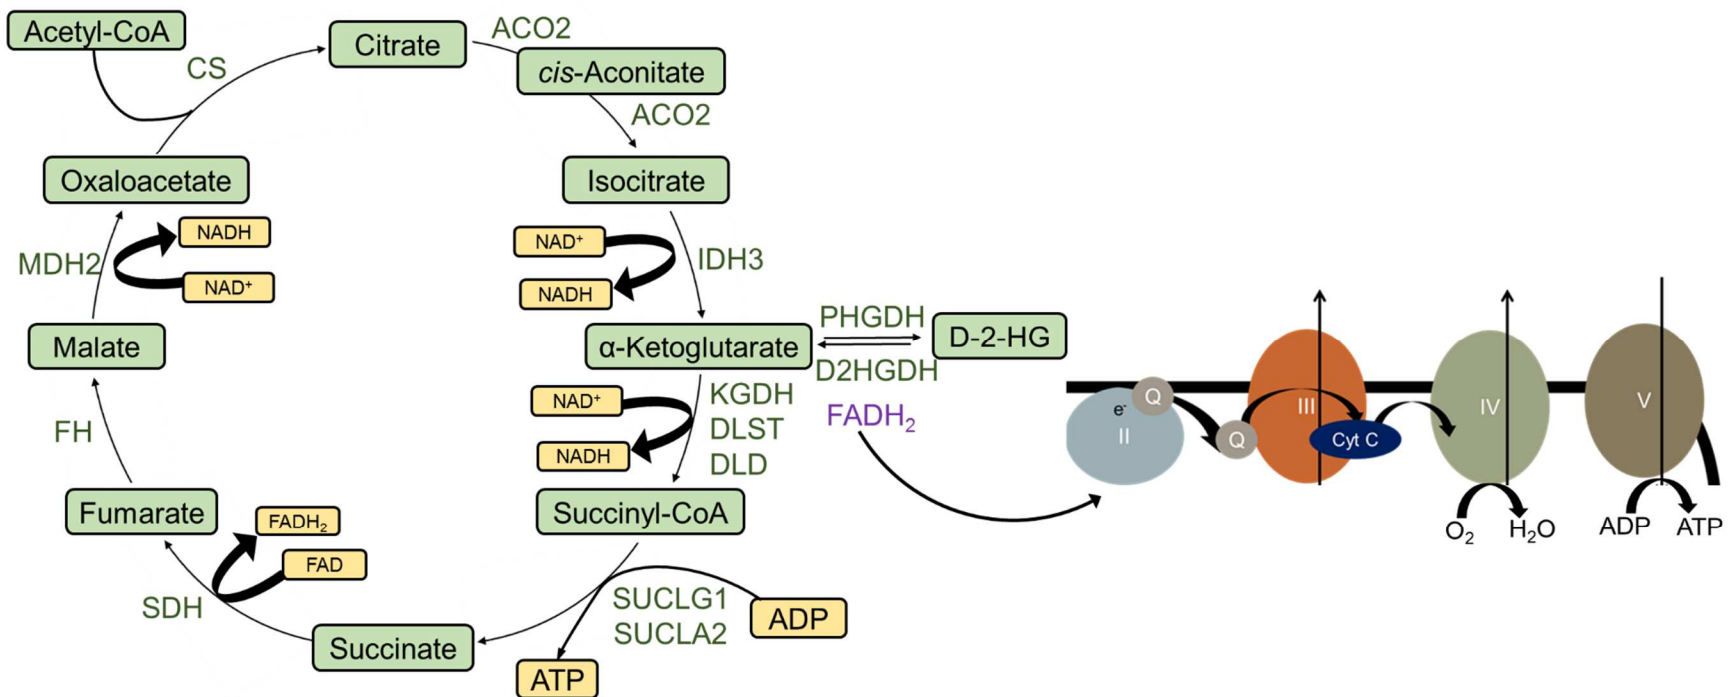 Acetyl-CoA
CS
Citrate
ACO2
cis-Aconitate
ACO2
Oxaloacetate
Isocitrate
NADH
NAD⁺
MDH2
NAD⁺
NADH
IDH3
Malate
α-Ketoglutarate
PHGDH
D2HGDH
D-2-HG
FADH₂
FH
NAD⁺
NADH
KGDH
DLST
DLD
Fumarate
FADH₂
FAD
SDH
Succinyl-CoA
SUCLG1
SUCLA2
ADP
ATP
Succinate
Q
e⁻
II
Q
III
Cyt C
IV
V
O₂
H₂O
ADP
ATP